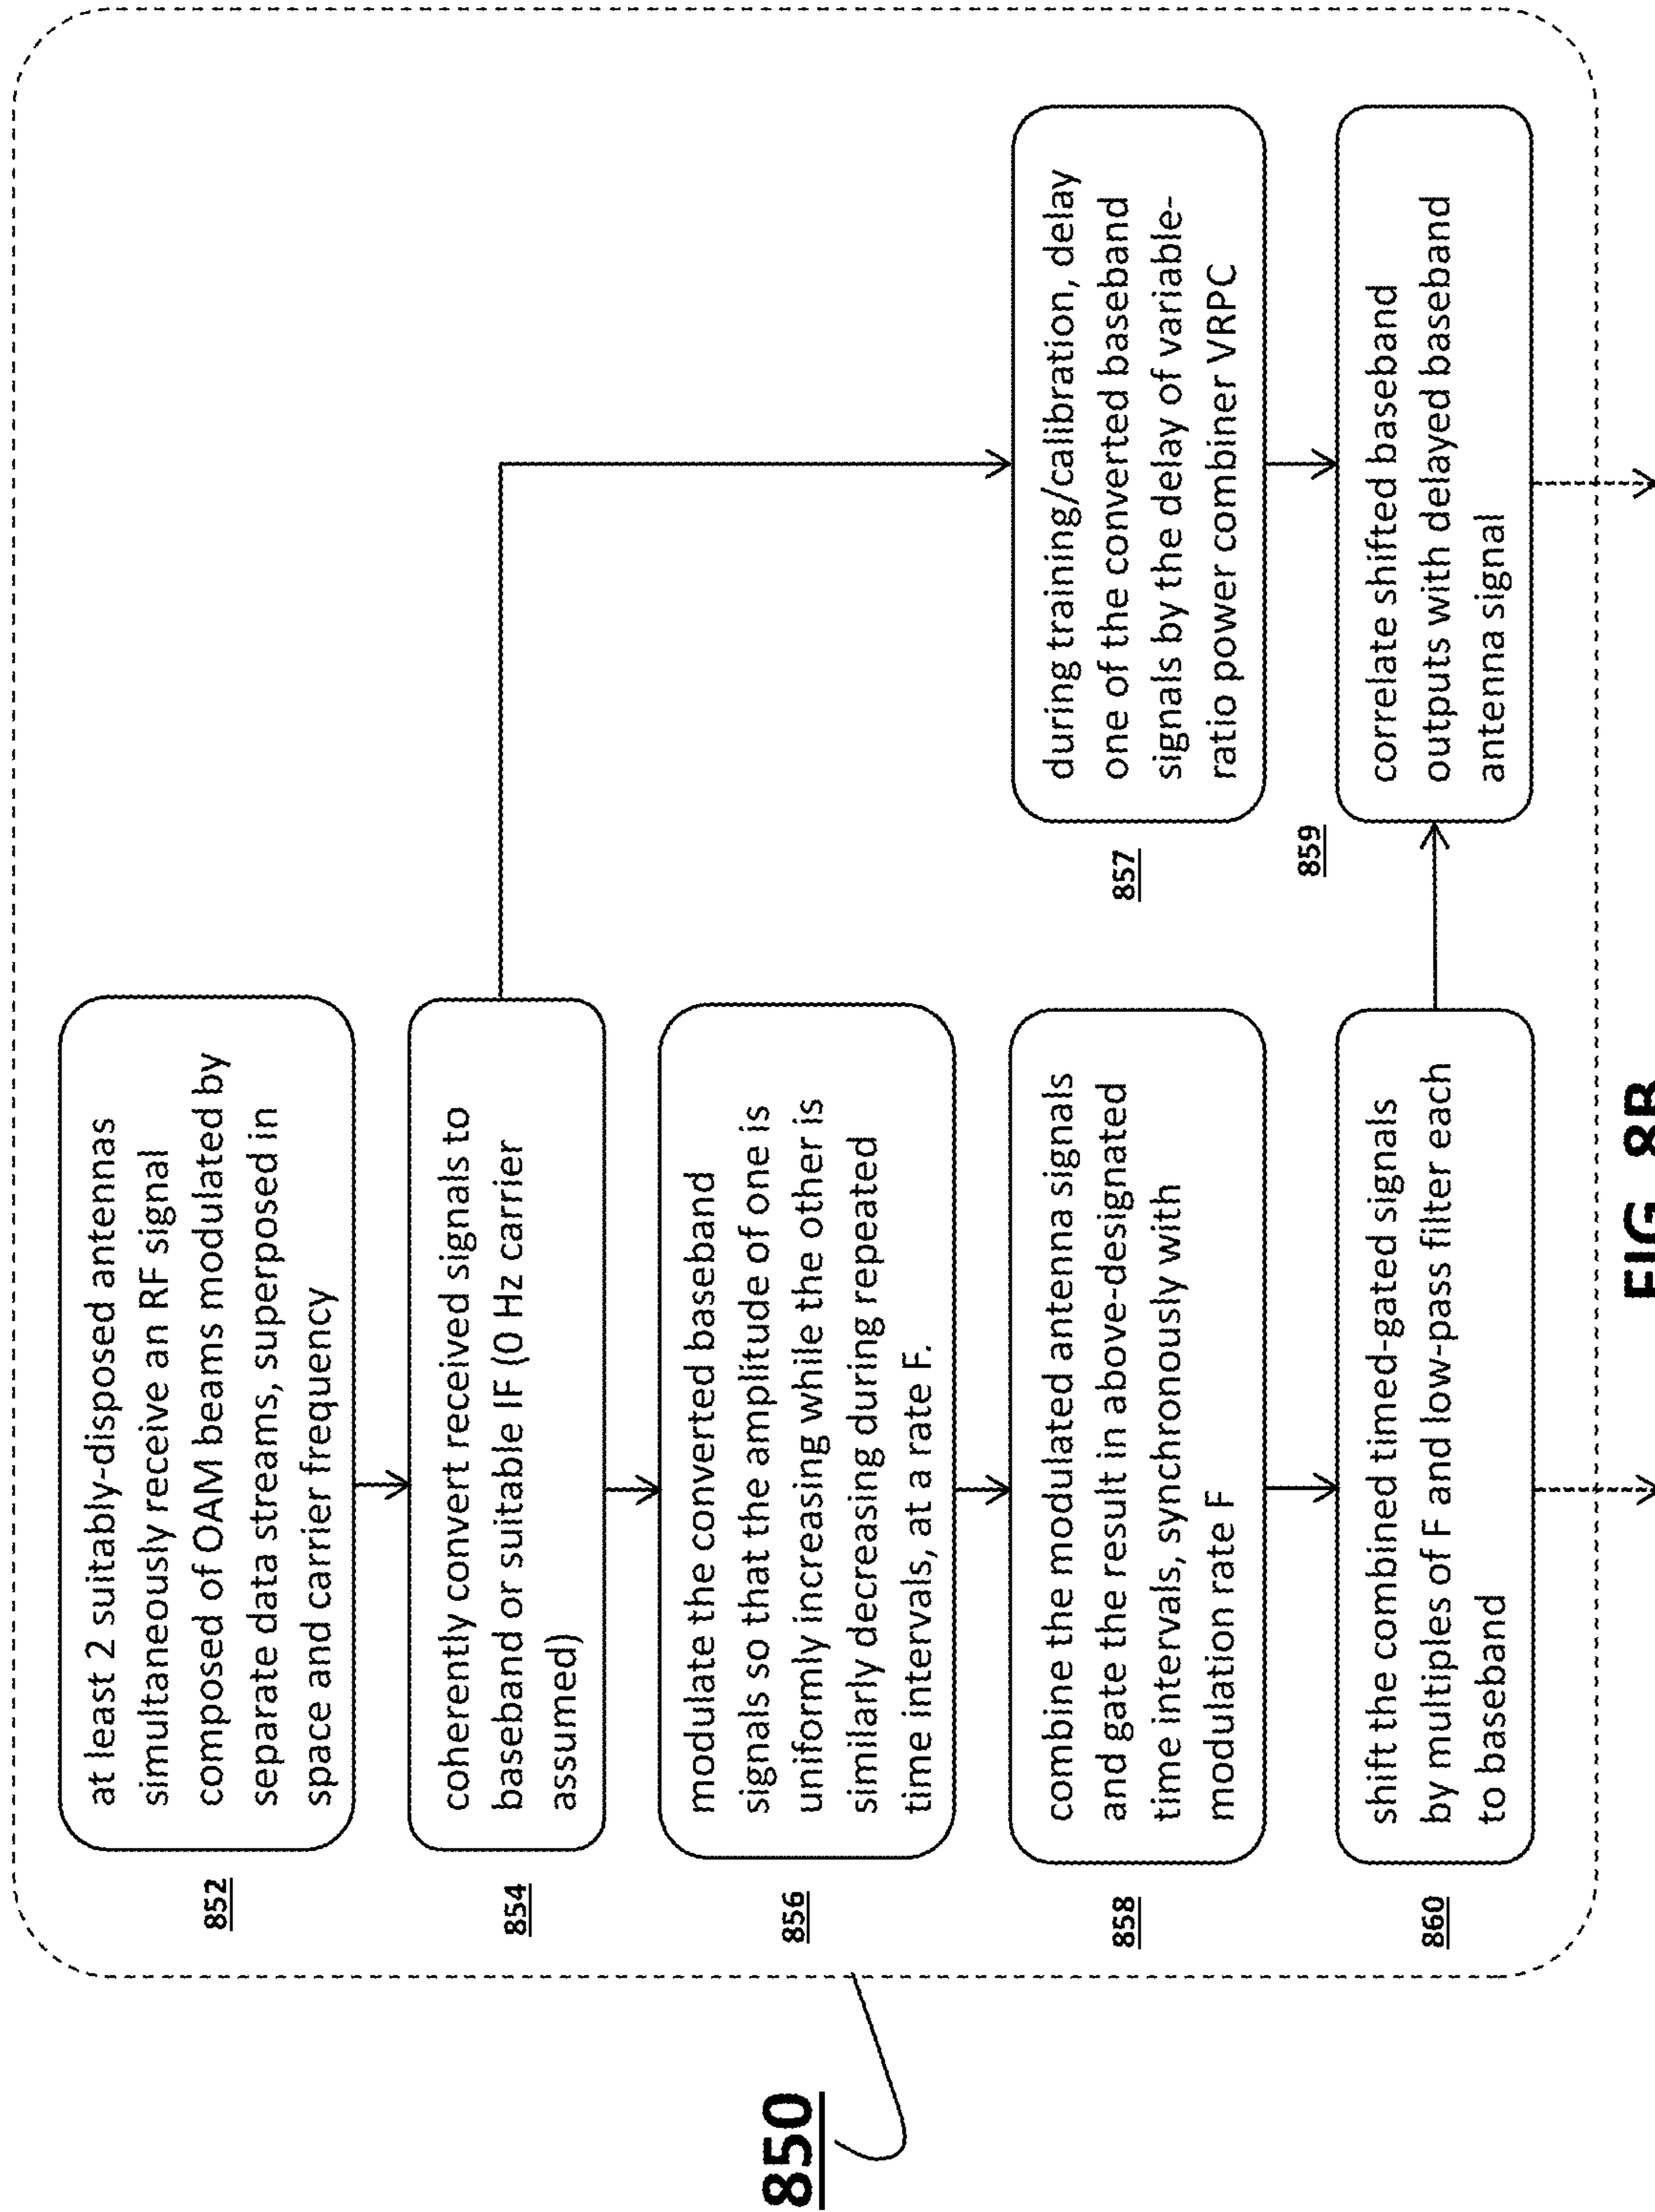 850
852
at least 2 suitably-disposed antennas
simultaneously receive an RF signal
composed of OAM beams modulated by
separate data streams, superposed in
space and carrier frequency
854
coherently convert received signals to
baseband or suitable IF (0 Hz carrier
assumed)
856
modulate the converted baseband
signals so that the amplitude of one is
uniformly increasing while the other is
similarly decreasing during repeated
time intervals, at a rate F.
858
combine the modulated antenna signals
and gate the result in above-designated
time intervals, synchronously with
modulation rate F
860
shift the combined timed-gated signals
by multiples of F and low-pass filter each
to baseband
857
during training/calibration, delay
one of the converted baseband
signals by the delay of variable-
ratio power combiner VRPC
859
correlate shifted baseband
outputs with delayed baseband
antenna signal
FIG 8B